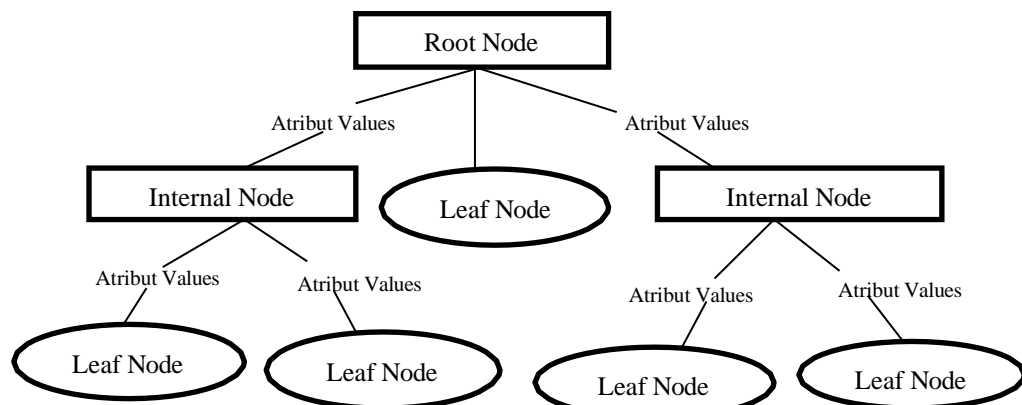 Root Node
Atribut Values
Atribut Values
Internal Node
Leaf Node
Internal Node
Atribut Values
Atribut Values
Atribut Values
Atribut Values
Leaf Node
Leaf Node
Leaf Node
Leaf Node